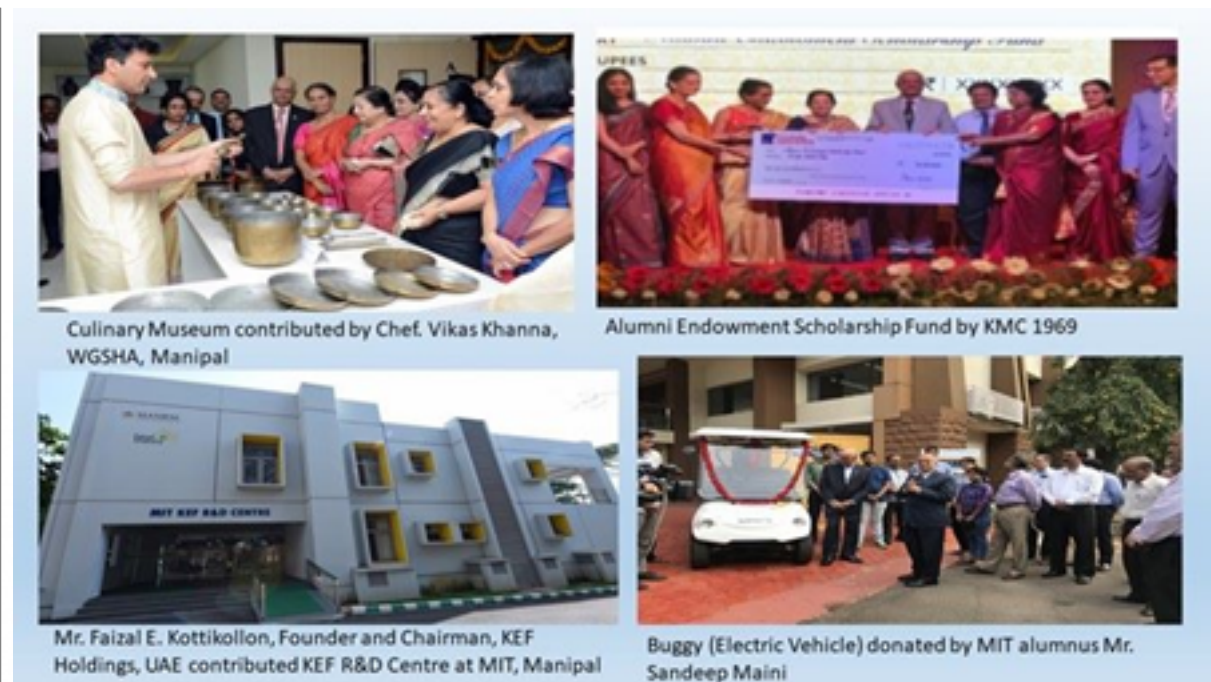 RUPEES
Culinary Museum contributed by Chef. Vikas Khanna,
WGSHA, Manipal
Alumni Endowment Scholarship Fund by KMC 1969
MANIPAL
MIT KEF R&D CENTRE
Mr. Faizal E. Kottikollon, Founder and Chairman, KEF
Holdings, UAE contributed KEF R&D Centre at MIT, Manipal
Buggy (Electric Vehicle) donated by MIT alumnus Mr.
Sandeep Maini